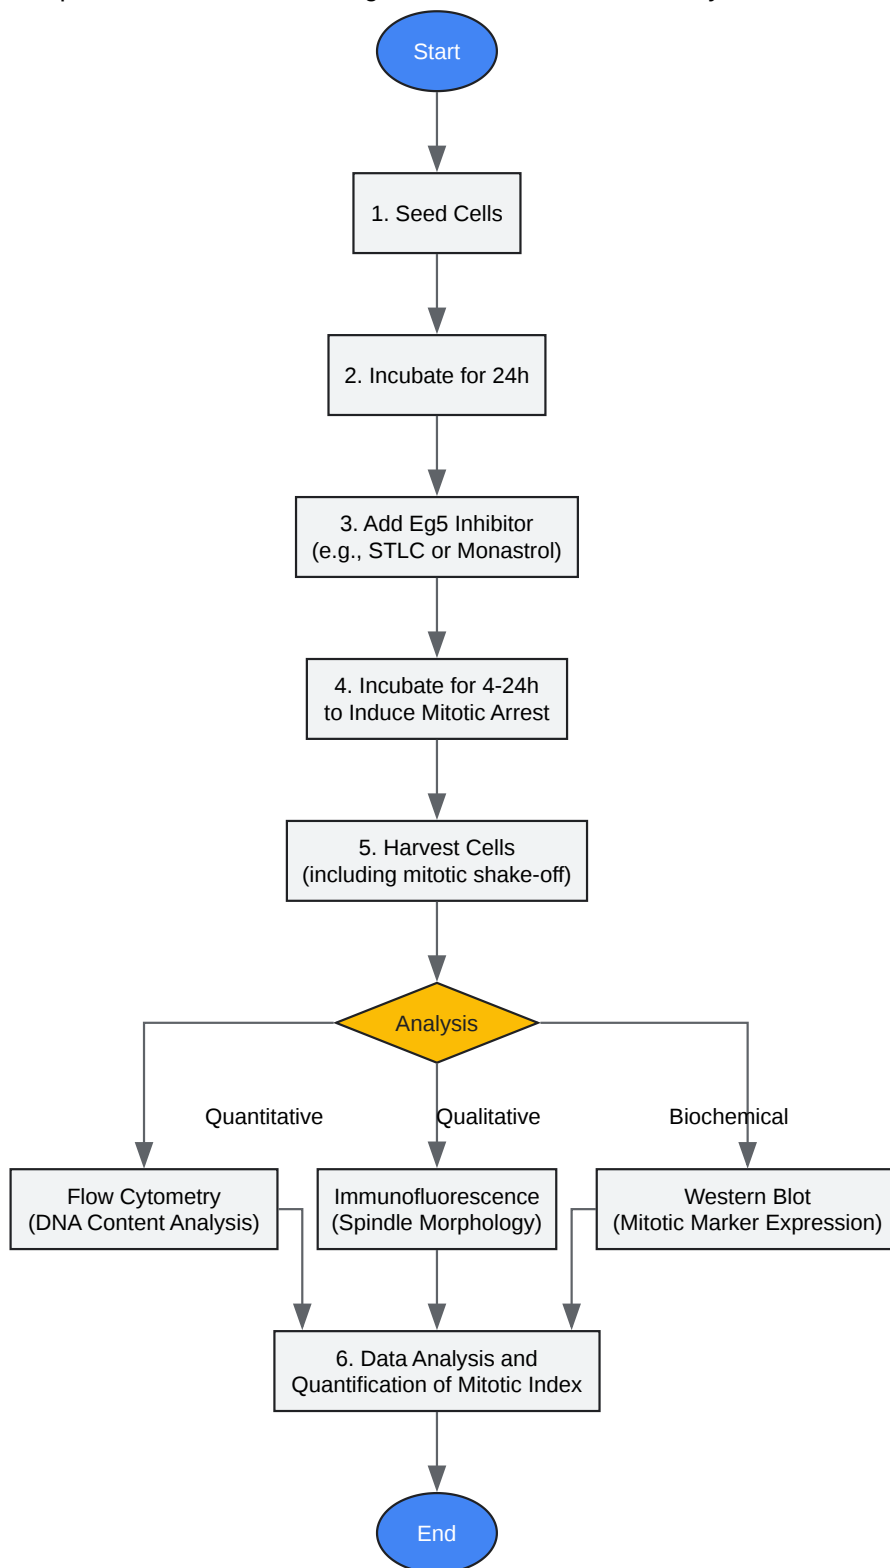 Start
1. Seed Cells
2. Incubate for 24h
3. Add Eg5 Inhibitor
(e.g., STLC or Monastrol)
4. Incubate for 4-24h
to Induce Mitotic Arrest
5. Harvest Cells
(including mitotic shake-off)
Analysis
Quantitative
Qualitative
Biochemical
Flow Cytometry
(DNA Content Analysis)
Immunofluorescence
(Spindle Morphology)
Western Blot
(Mitotic Marker Expression)
6. Data Analysis and
Quantification of Mitotic Index
End